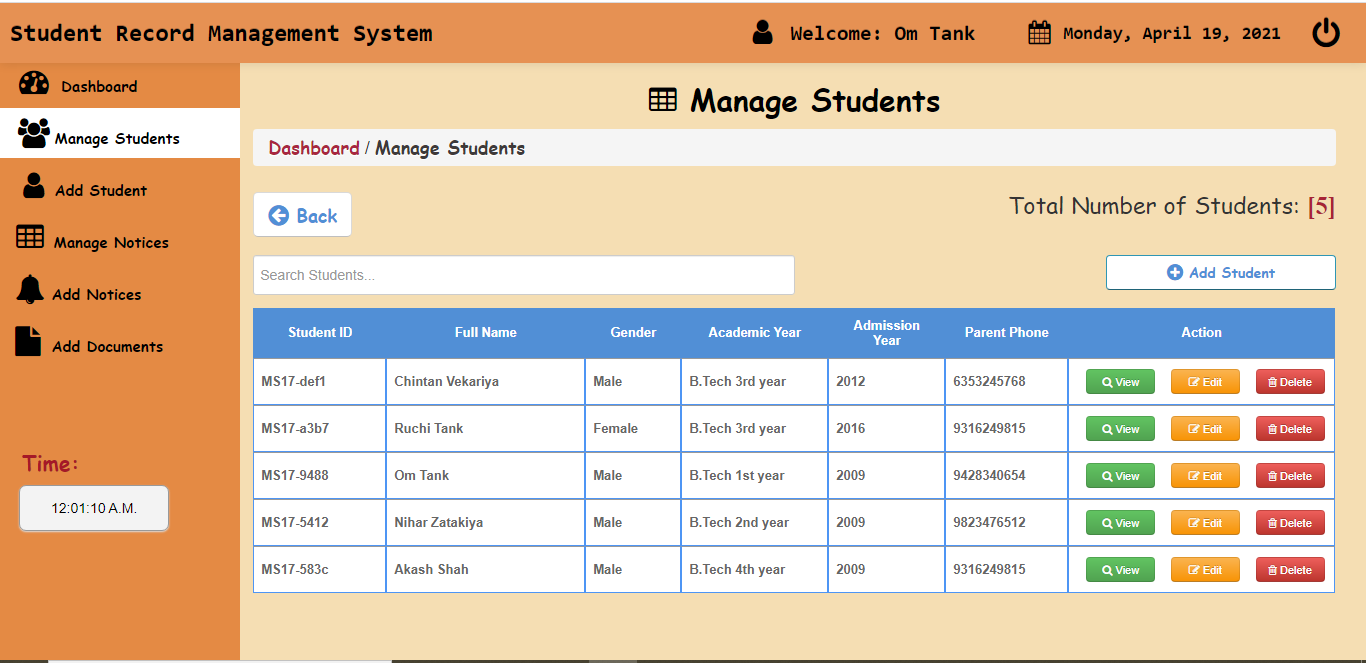 Student Record Management System Welcome: Om Tank Monday, April 19, 2021
Dashboard
Manage Students
Add Student
Manage Notices
Add Notices
Add Documents
Time:
12:01:10 A.M.
Manage Students
Dashboard / Manage Students
Back
Total Number of Students: [5]
Search Students...
Add Student
Student ID Full Name Gender Academic Year Admission Year Parent Phone Action
MS17-def1 Chintan Vekariya Male B.Tech 3rd year 2012 6353245768 View Edit Delete
MS17-a3b7 Ruchi Tank Female B.Tech 3rd year 2016 9316249815 View Edit Delete
MS17-9488 Om Tank Male B.Tech 1st year 2009 9428340654 View Edit Delete
MS17-5412 Nihar Zatakiya Male B.Tech 2nd year 2009 9823476512 View Edit Delete
MS17-583c Akash Shah Male B.Tech 4th year 2009 9316249815 View Edit Delete